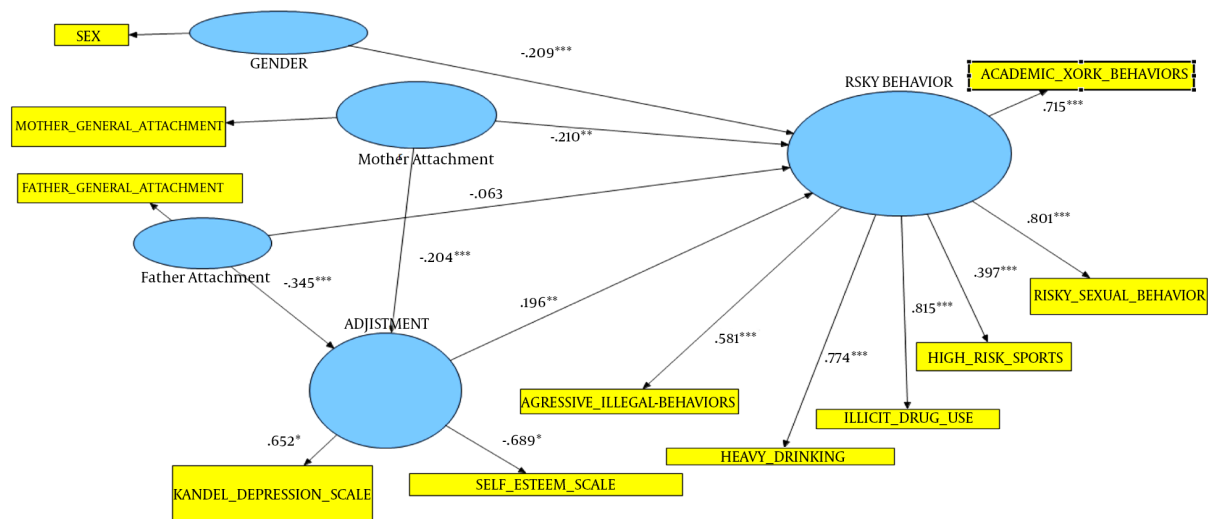 SEX
GENDER
-.209***
RSKY BEHAVIOR
ACADEMIC_XORK_BEHAVIORS
.715***
MOTHER_GENERAL_ATTACHMENT
Mother Attachment
-.210**
FATHER_GENERAL_ATTACHMENT
-.063
Father Attachment
-.345***
-.204***
.801***
.397***
RISKY_SEXUAL_BEHAVIOR
ADJISTMENT
.196**
.581***
.774***
.815***
HIGH_RISK_SPORTS
AGRESSIVE_ILLEGAL-BEHAVIORS
ILLICIT_DRUG_USE
HEAVY_DRINKING
.652*
-.689*
KANDEL_DEPRESSION_SCALE
SELF_ESTEEM_SCALE